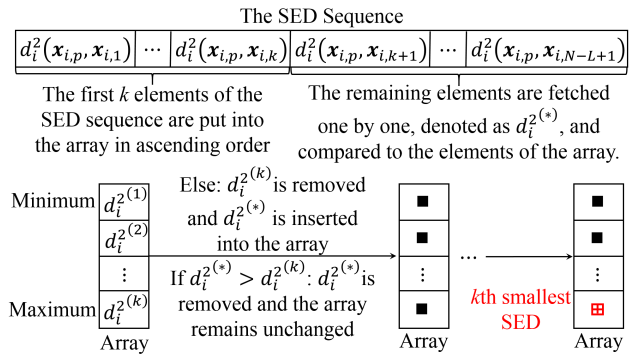 The SED Sequence
d_i^2(x_{i,p}, x_{i,1}) ... d_i^2(x_{i,p}, x_{i,k}) d_i^2(x_{i,p}, x_{i,k+1}) ... d_i^2(x_{i,p}, x_{i,N-L+1})
The first k elements of the
SED sequence are put into
the array in ascending order
The remaining elements are fetched
one by one, denoted as d_i^{2(*)}, and
compared to the elements of the array.
Minimum
d_i^{2(1)}
d_i^{2(2)}
⋮
Maximum
d_i^{2(k)}
Array
Else: d_i^{2(k)} is removed
and d_i^{2(*)} is inserted
into the array
If d_i^{2(*)} > d_i^{2(k)}: d_i^{2(*)} is
removed and the array
remains unchanged
⋮
Array
...
kth smallest
SED
⋮
Array